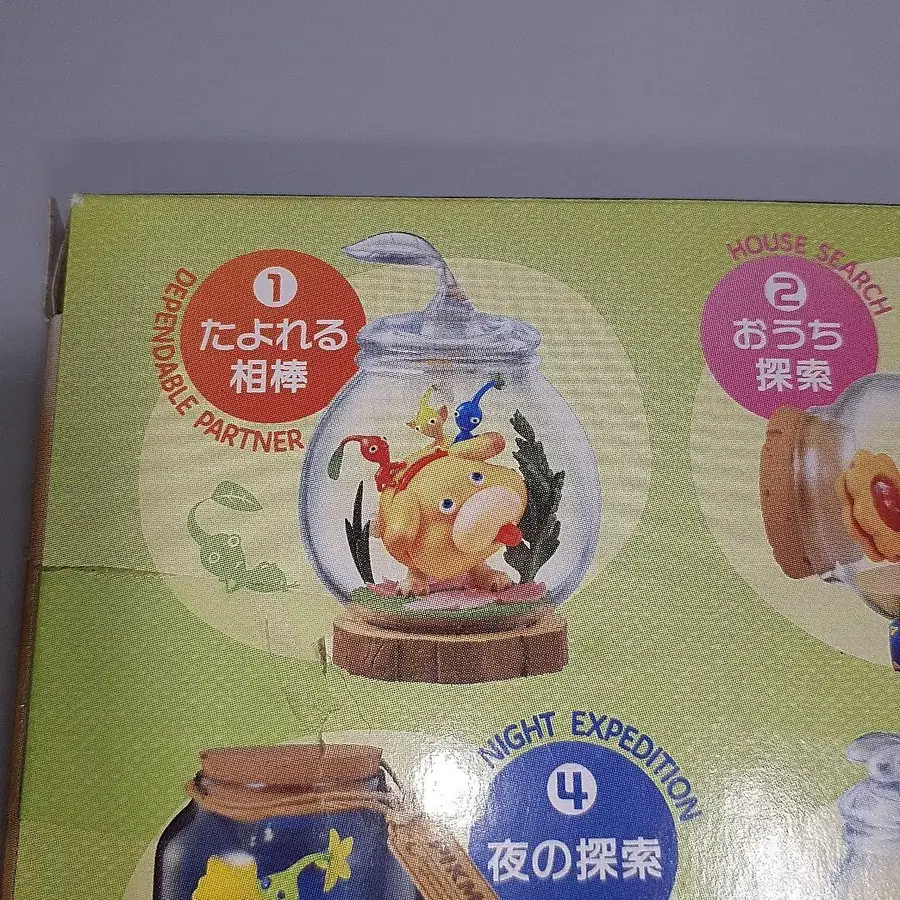 1
たよれる
相棒
DEPENDABLE PARTNER
HOUSE SEARCH
2
おうち
探索
NIGHT EXPEDITION
4
夜の探索